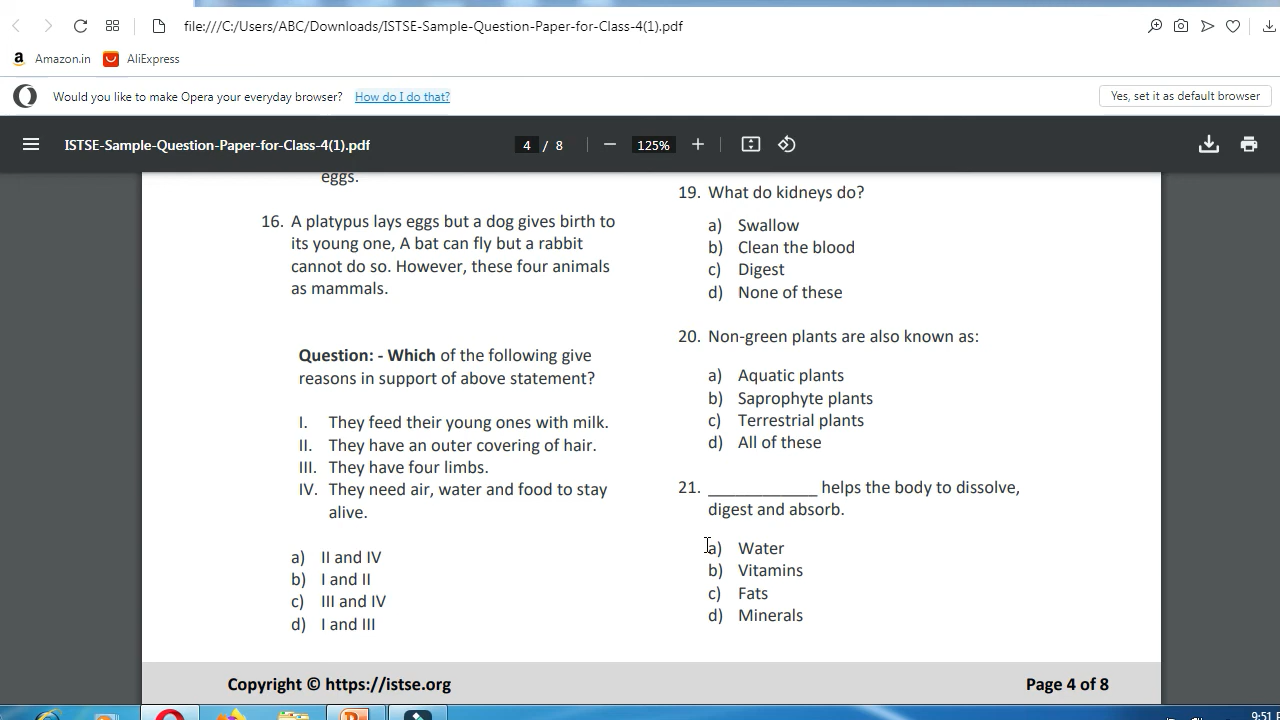 file:///C:/Users/ABC/Downloads/ISTSE-Sample-Question-Paper-for-Class-4(1).pdf
Amazon.in AliExpress
Would you like to make Opera your everyday browser? How do I do that? Yes, set it as default browser
ISTSE-Sample-Question-Paper-for-Class-4(1).pdf 4 / 8 125%
eggs.
16. A platypus lays eggs but a dog gives birth to
its young one, A bat can fly but a rabbit
cannot do so. However, these four animals
as mammals.
Question: - Which of the following give
reasons in support of above statement?
I. They feed their young ones with milk.
II. They have an outer covering of hair.
III. They have four limbs.
IV. They need air, water and food to stay
alive.
a) II and IV
b) I and II
c) III and IV
d) I and III
19. What do kidneys do?
a) Swallow
b) Clean the blood
c) Digest
d) None of these
20. Non-green plants are also known as:
a) Aquatic plants
b) Saprophyte plants
c) Terrestrial plants
d) All of these
21. ____________ helps the body to dissolve,
digest and absorb.
a) Water
b) Vitamins
c) Fats
d) Minerals
Copyright © https://istse.org Page 4 of 8
9:51